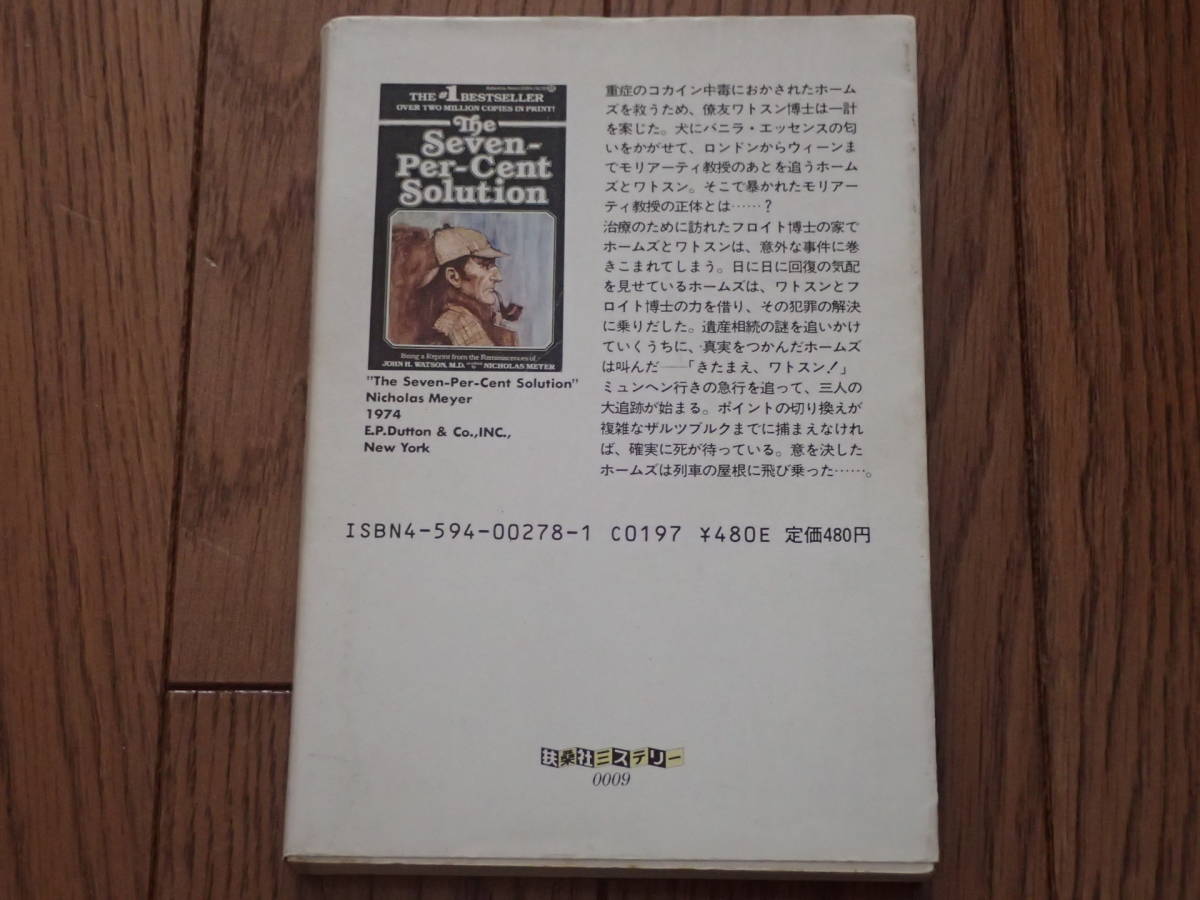 THE #1 BESTSELLER
OVER TWO MILLION COPIES IN PRINT!
The
Seven-
Per-Cent
Solution
Being a Reprint from the Reminiscences of
JOHN H. WATSON, M.D. NICHOLAS MEYER
"The Seven-Per-Cent Solution"
Nicholas Meyer
1974
E.P.Dutton & Co.,INC.,
New York
重症のコカイン中毒におかされたホーム
ズを救うため、僚友ワトスン博士は一計
を案じた。犬にバニラ・エッセンスの匂
いをかがせて、ロンドンからウィーンま
でモリアーティ教授のあとを追うホーム
ズとワトスン。そこで暴かれたモリアー
ティ教授の正体とは……？
治療のために訪れたフロイト博士の家で
ホームズとワトスンは、意外な事件に巻
きこまれてしまう。日に日に回復の気配
を見せているホームズは、ワトスンとフ
ロイト博士の力を借り、その犯罪の解決
に乗りだした。遺産相続の謎を追いかけ
ていくうちに、真実をつかんだホームズ
は叫んだ――「きたまえ、ワトスン！」
ミュンヘン行きの急行を追って、三人の
大追跡が始まる。ポイントの切り換えが
複雑なザルツブルクまでに捕まえなけれ
ば、確実に死が待っている。意を決した
ホームズは列車の屋根に飛び乗った……。
ISBN4-594-00278-1 C0197 ¥480E 定価480円
扶桑社ミステリー
0009